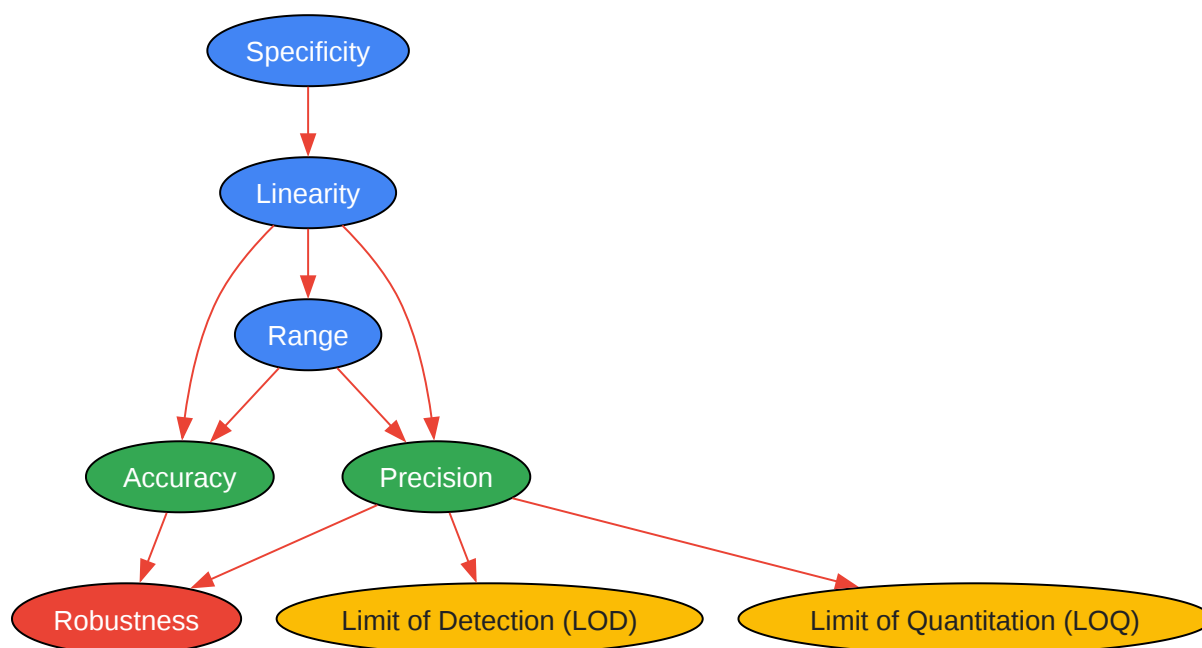 Specificity
Linearity
Range
Accuracy
Precision
Robustness
Limit of Detection (LOD)
Limit of Quantitation (LOQ)